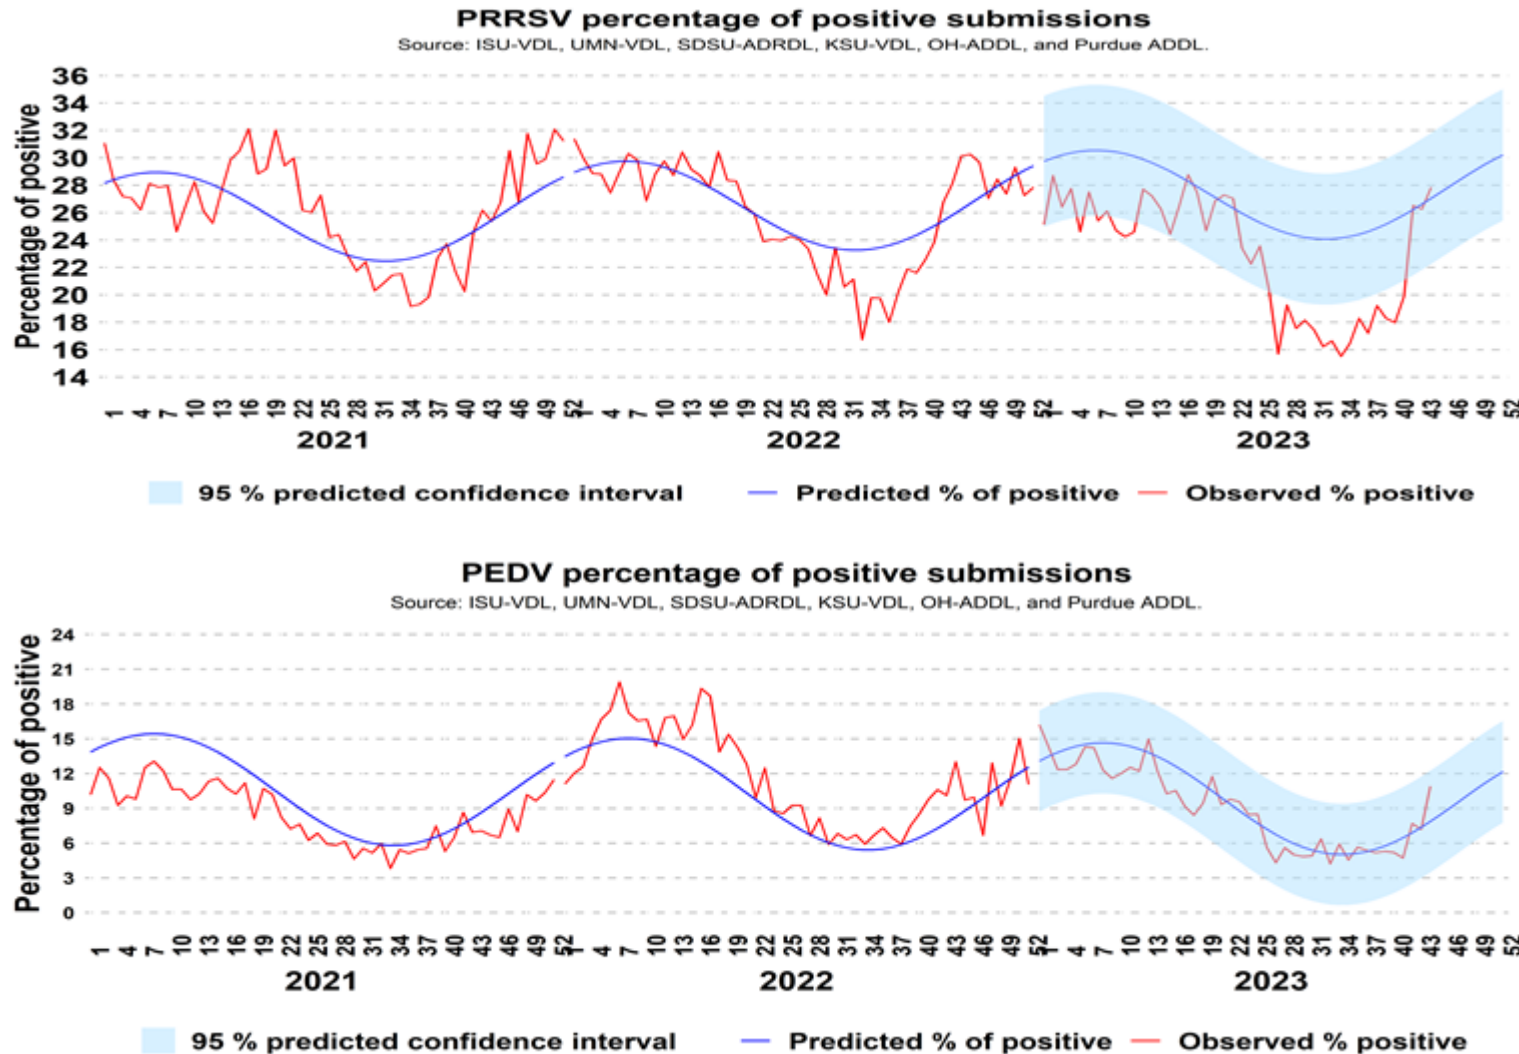 PRRSV percentage of positive submissions
Source: ISU-VDL, UMN-VDL, SDSU-ADRDL, KSU-VDL, OH-ADDL, and Purdue ADDL.
Percentage of positive
36
34
32
30
28
26
24
22
20
18
16
14
1 4 7 10 13 16 19 22 25 28 31 34 37 40 43 46 49 52 1 4 7 10 13 16 19 22 25 28 31 34 37 40 43 46 49 52 1 4 7 10 13 16 19 22 25 28 31 34 37 40 43 46 49 52
2021 2022 2023
95 % predicted confidence interval Predicted % of positive Observed % positive
PEDV percentage of positive submissions
Source: ISU-VDL, UMN-VDL, SDSU-ADRDL, KSU-VDL, OH-ADDL, and Purdue ADDL.
Percentage of positive
24
21
18
15
12
9
6
3
0
1 4 7 10 13 16 19 22 25 28 31 34 37 40 43 46 49 52 1 4 7 10 13 16 19 22 25 28 31 34 37 40 43 46 49 52 1 4 7 10 13 16 19 22 25 28 31 34 37 40 43 46 49 52
2021 2022 2023
95 % predicted confidence interval Predicted % of positive Observed % positive